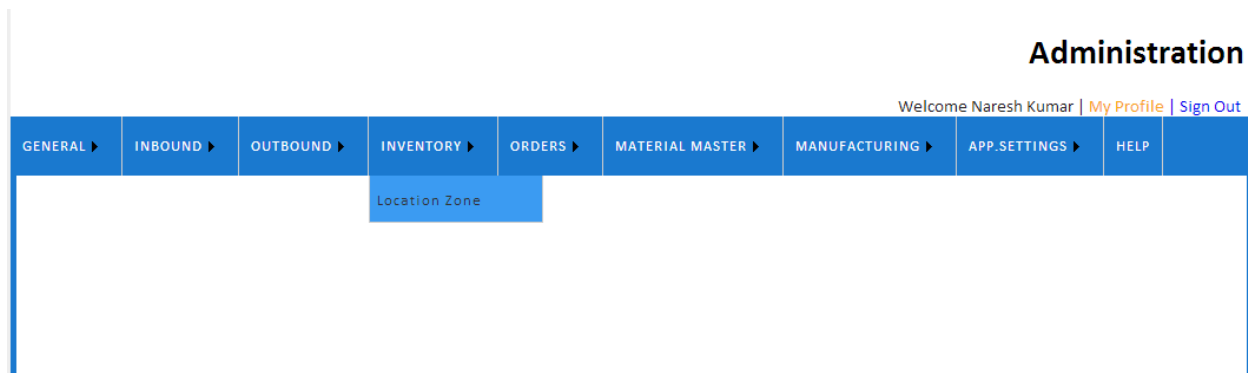 Administration
Welcome Naresh Kumar | My Profile | Sign Out
GENERAL INBOUND OUTBOUND INVENTORY ORDERS MATERIAL MASTER MANUFACTURING APP.SETTINGS HELP
Location Zone